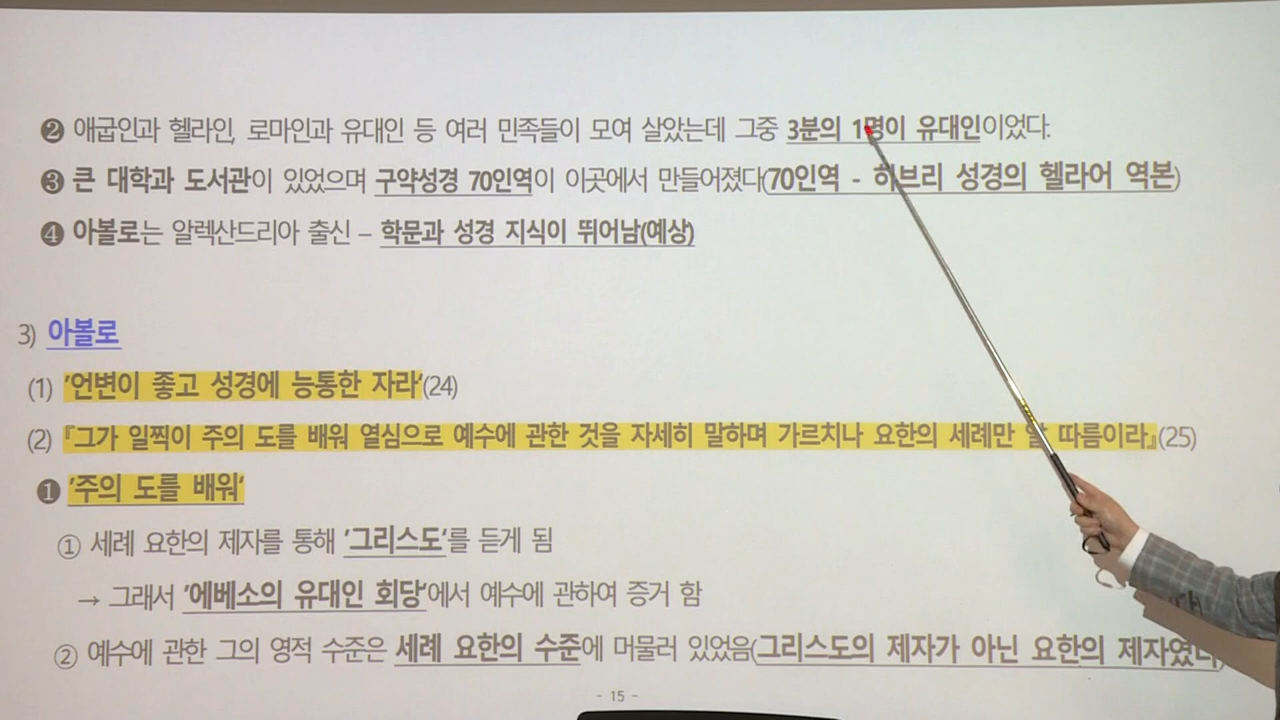 ❷ 애굽인과 헬라인, 로마인과 유대인 등 여러 민족들이 모여 살았는데 그중 3분의 1명이 유대인이었다.
❸ 큰 대학과 도서관이 있었으며 구약성경 70인역이 이곳에서 만들어졌다(70인역 - 히브리 성경의 헬라어 역본)
❹ 아볼로는 알렉산드리아 출신 – 학문과 성경 지식이 뛰어남(예상)
3) 아볼로
(1) '언변이 좋고 성경에 능통한 자라'(24)
(2) 『그가 일찍이 주의 도를 배워 열심으로 예수에 관한 것을 자세히 말하며 가르치나 요한의 세례만 알 따름이라』(25)
❶ '주의 도를 배워'
① 세례 요한의 제자를 통해 '그리스도'를 듣게 됨
→ 그래서 '에베소의 유대인 회당'에서 예수에 관하여 증거 함
② 예수에 관한 그의 영적 수준은 세례 요한의 수준에 머물러 있었음(그리스도의 제자가 아닌 요한의 제자였다)
- 15 -